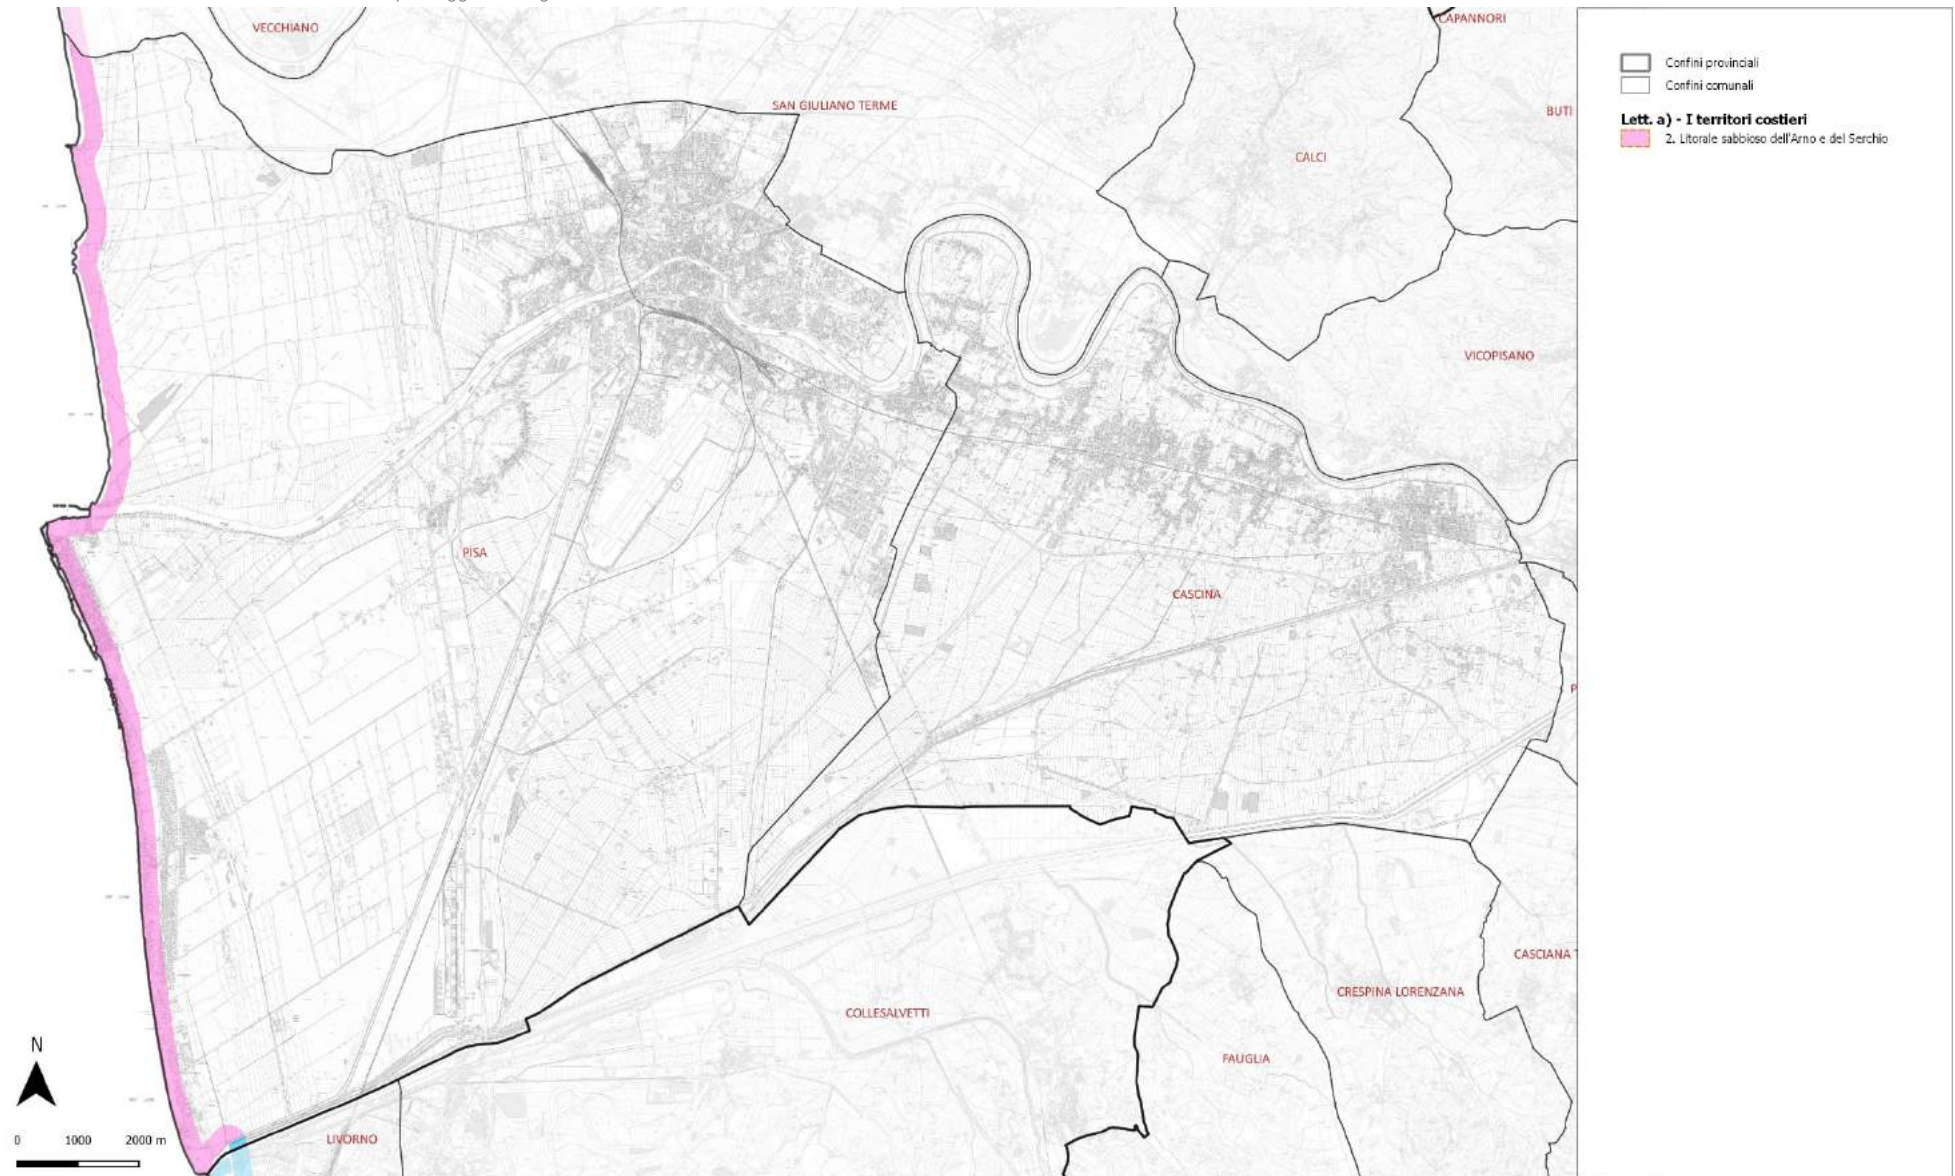 VECCHIANO
CAPANNORI
SAN GIULIANO TERME
BUTI
CALCI
VICOPISANO
PISA
CASCINA
P
CASCIANA T
CRESPINA LORENZANA
COLLESALVETTI
FAUGLIA
LIVORNO
N
0 1000 2000 m
Confini provinciali
Confini comunali
Lett. a) - I territori costieri
2. Litorale sabbioso dell'Arno e del Serchio